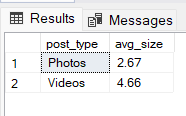 Results Messages
post_type avg_size
1 Photos 2.67
2 Videos 4.66